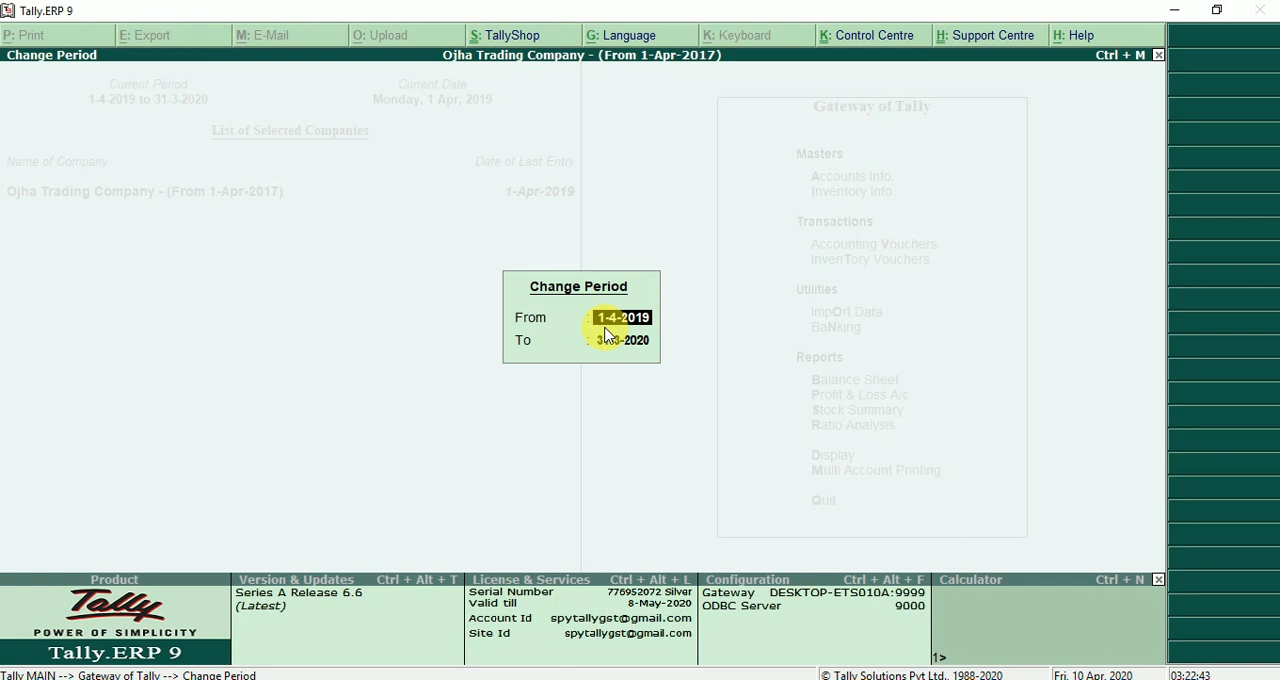 Tally.ERP 9
P: Print
E: Export
M: E-Mail
O: Upload
S: TallyShop
G: Language
K: Keyboard
K: Control Centre
H: Support Centre
H: Help
Change Period
Ojha Trading Company - (From 1-Apr-2017)
Ctrl + M
Current Period
1-4-2019 to 31-3-2020
Current Date
Monday, 1 Apr, 2019
List of Selected Companies
Name of Company
Date of Last Entry
Ojha Trading Company - (From 1-Apr-2017)
1-Apr-2019
Gateway of Tally
Masters
Accounts Info.
Inventory Info.
Transactions
Accounting Vouchers
InvenTory Vouchers
Utilities
impOrt Data
BaNking
Reports
Balance Sheet
Profit & Loss A/c
Stock Summary
Ratio Analysis
Display
Multi Account Printing
Quit
Change Period
From : 1-4-2019
To : 31-3-2020
Product
Tally
POWER OF SIMPLICITY
Tally.ERP 9
Version & Updates Ctrl + Alt + T
Series A Release 6.6
(Latest)
License & Services Ctrl + Alt + L
Serial Number 776952072 Silver
Valid till 8-May-2020
Account Id spytallygst@gmail.com
Site Id spytallygst@gmail.com
Configuration Ctrl + Alt + F
Gateway DESKTOP-ETS010A:9999
ODBC Server 9000
Calculator Ctrl + N
1>
Tally MAIN --> Gateway of Tally --> Change Period
© Tally Solutions Pvt Ltd., 1988-2020
Fri, 10 Apr, 2020
03:22:43